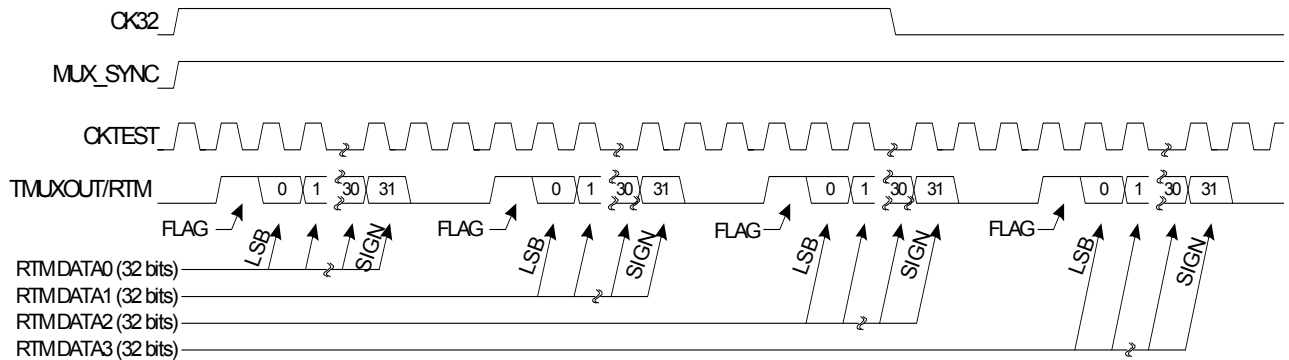 CK32
MUX_SYNC
CKTEST
TMUXOUT/RTM
0 1 30 31 0 1 30 31 0 1 30 31 0 1 30 31
FLAG FLAG FLAG FLAG
LSB SIGN LSB SIGN LSB SIGN LSB SIGN
RTMDATA0 (32 bits)
RTMDATA1 (32 bits)
RTMDATA2 (32 bits)
RTMDATA3 (32 bits)